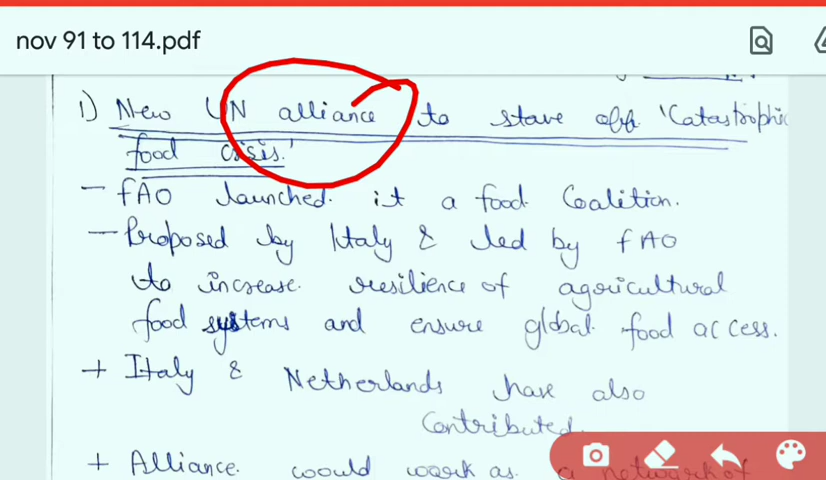 nov 91 to 114.pdf
1) New UN alliance to stave off 'Catastrophic
food crisis.'
- FAO launched it a food Coalition.
- Proposed by Italy & led by FAO
to increase resilience of agricultural
food systems and ensure global food access.
+ Italy & Netherlands have also
Contributed.
+ Alliance would work as a network of